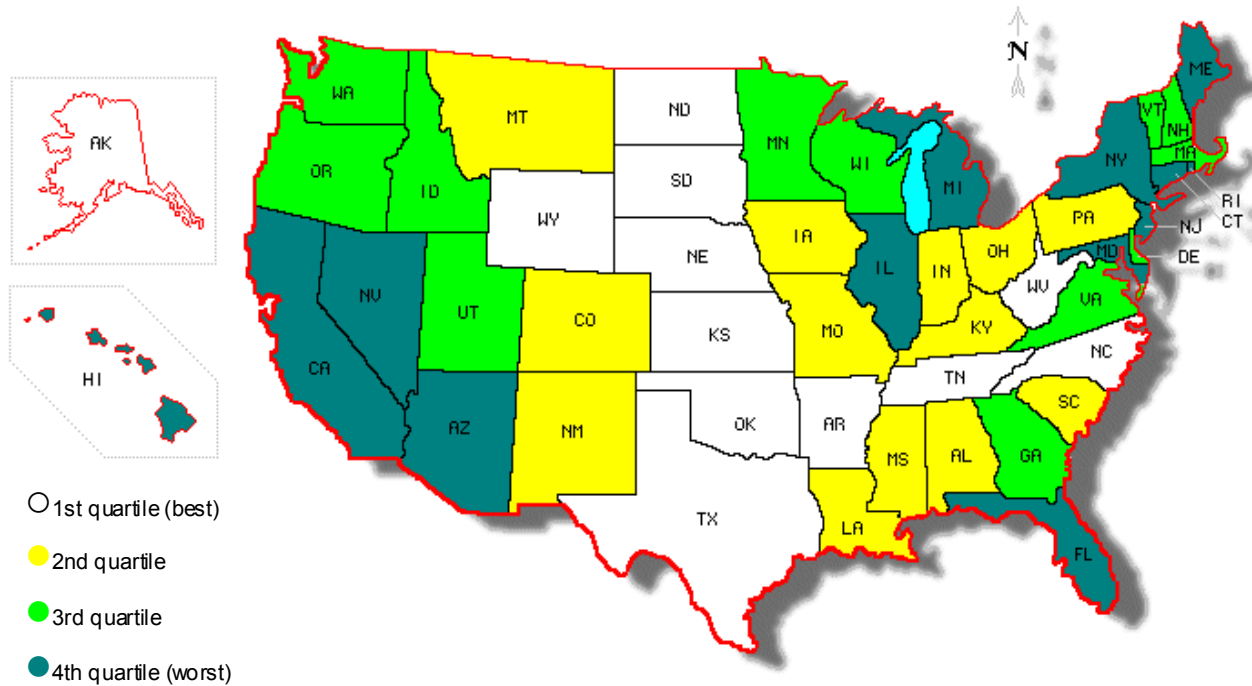 N
ME
WA
MT
ND
MN
VT
NH
AK
OR
ID
SD
WI
MI
NY
MA
RI
CT
WY
NE
IA
IL
IN
OH
PA
NJ
MD
DE
NV
UT
CO
KS
MO
KY
WV
VA
HI
CA
AZ
NM
OK
AR
TN
NC
SC
TX
LA
MS
AL
GA
FL
1st quartile (best)
2nd quartile
3rd quartile
4th quartile (worst)